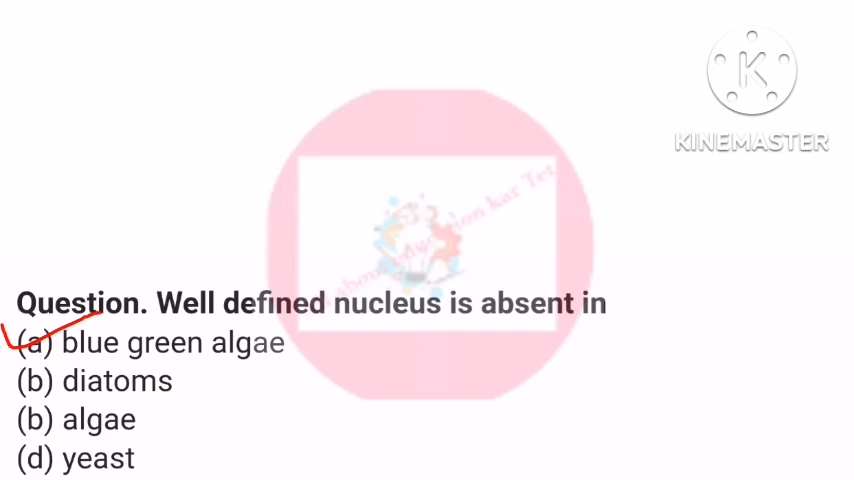 KINEMASTER
Question. Well defined nucleus is absent in
(a) blue green algae
(b) diatoms
(b) algae
(d) yeast